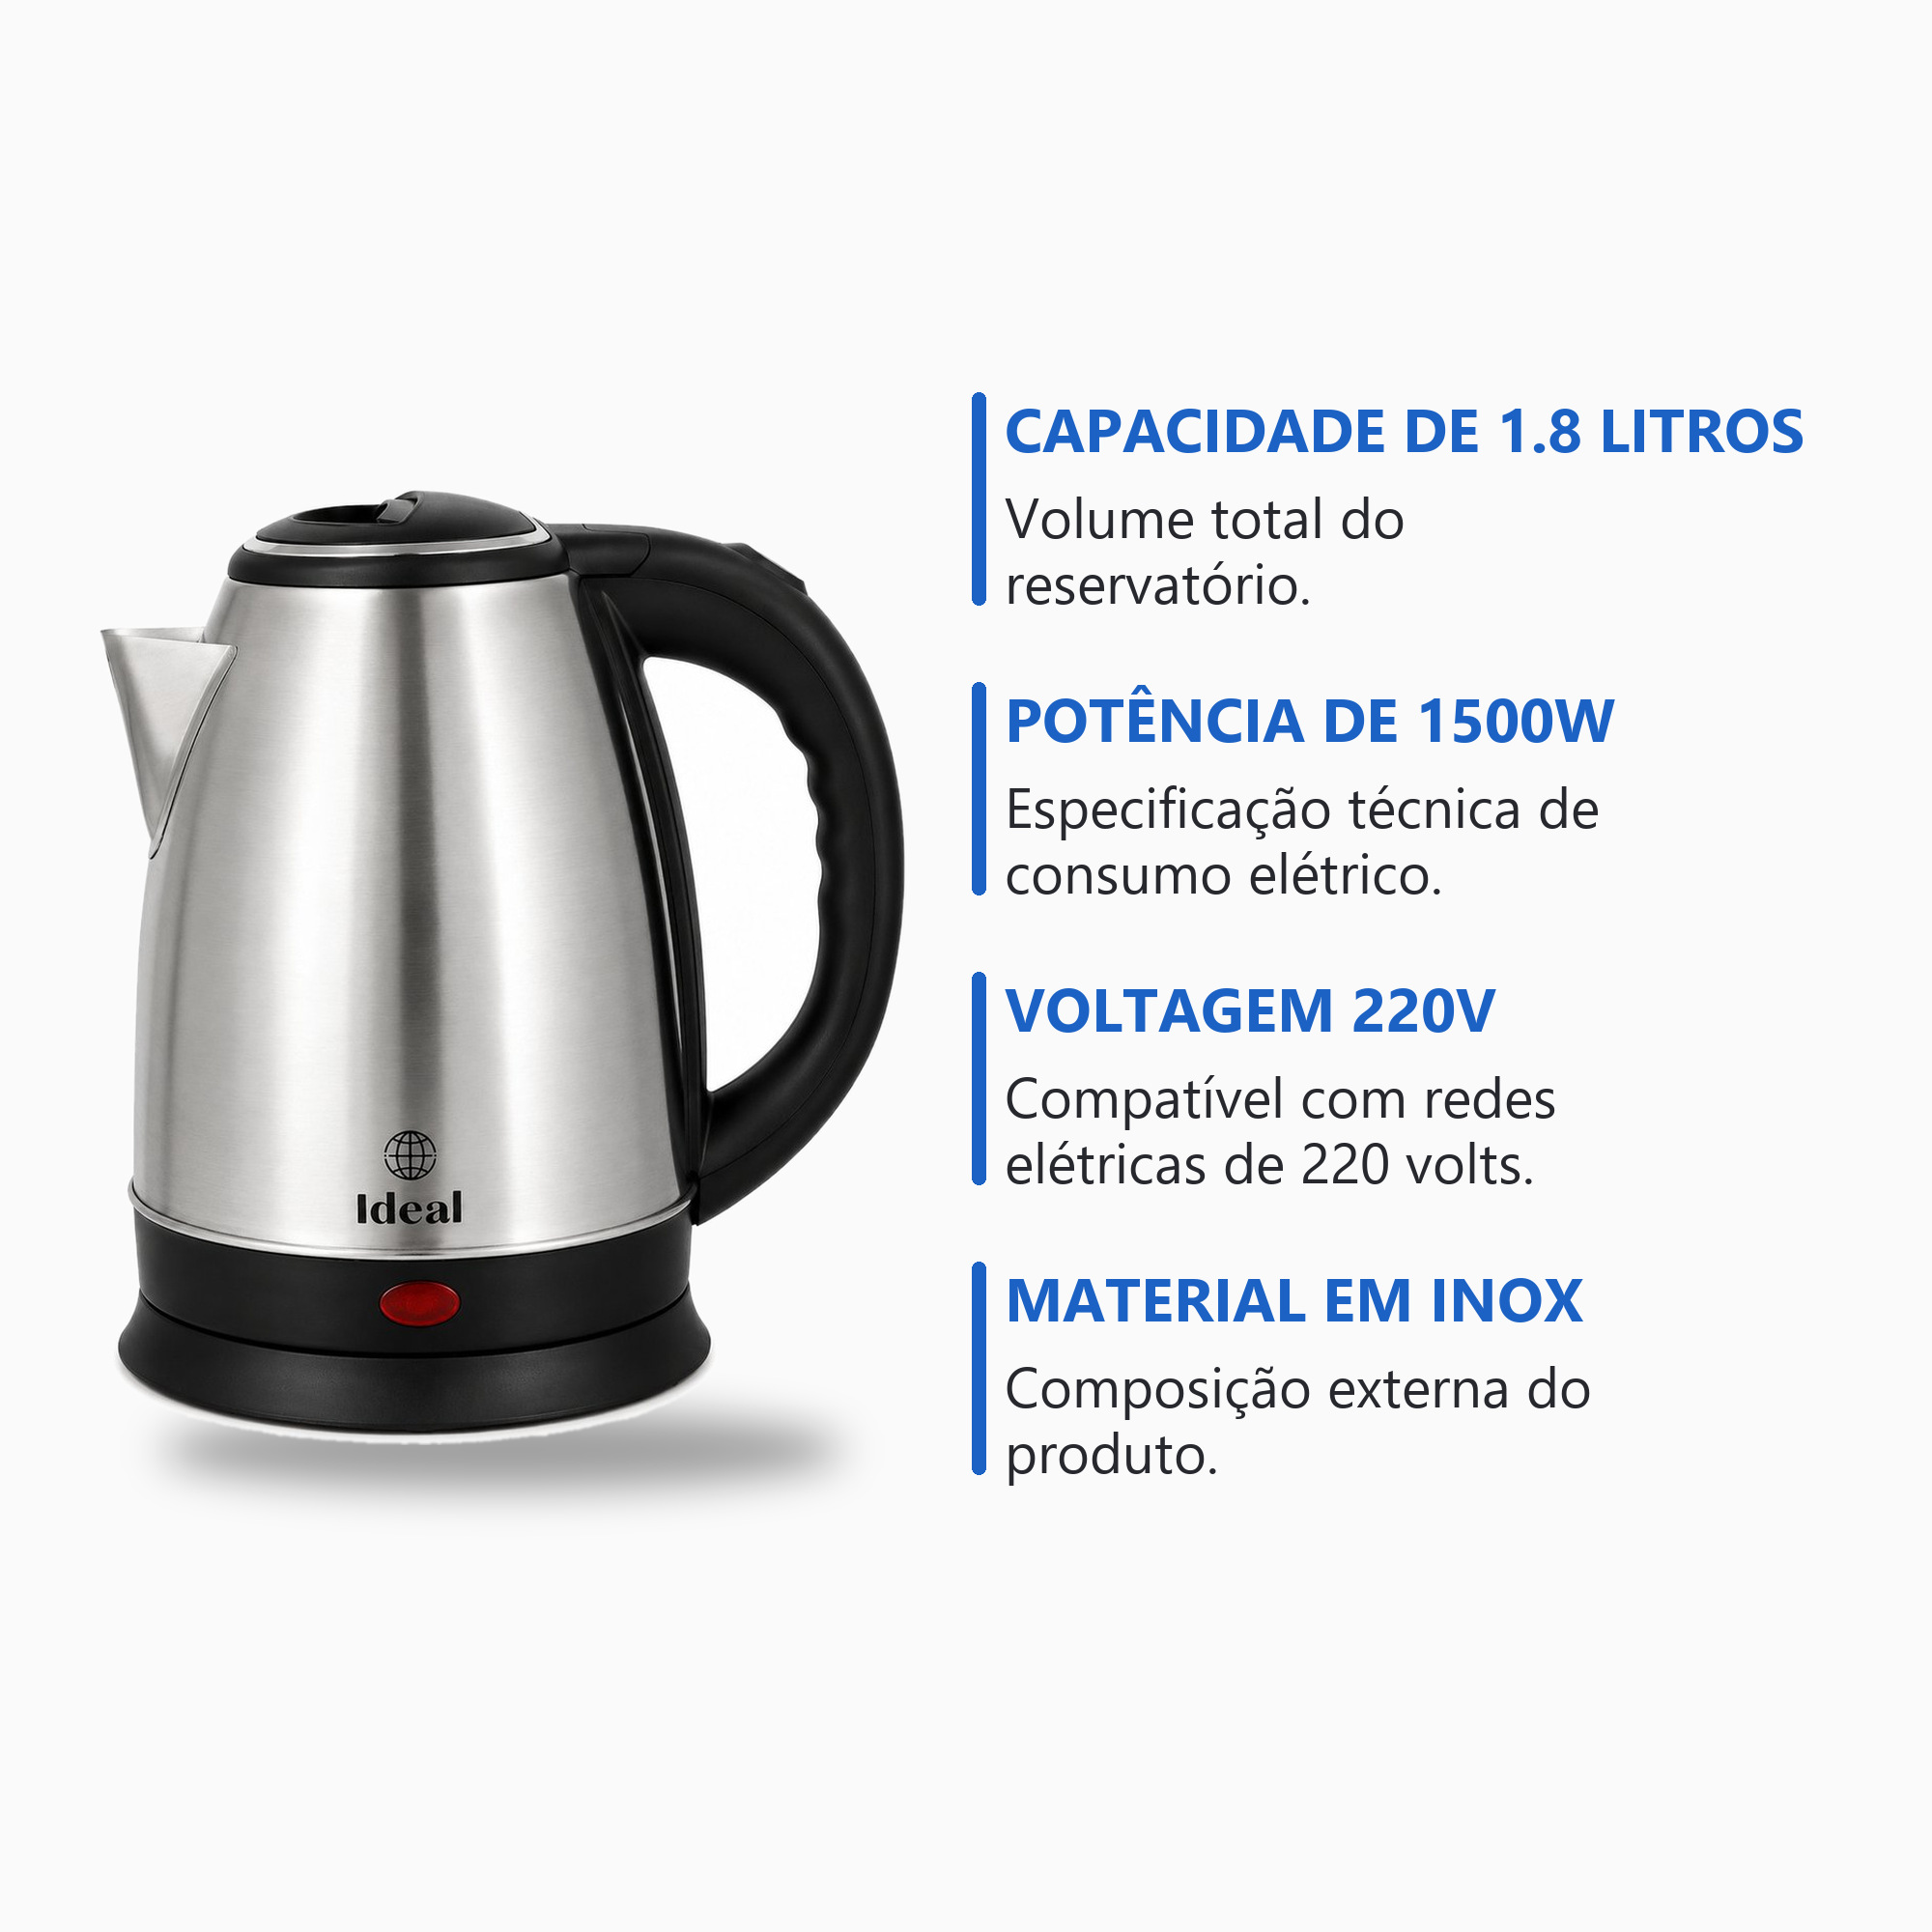 CAPACIDADE DE 1.8 LITROS
Volume total do
reservatório.
POTÊNCIA DE 1500W
Especificação técnica de
consumo elétrico.
VOLTAGEM 220V
Compatível com redes
elétricas de 220 volts.
MATERIAL EM INOX
Composição externa do
produto.
Ideal